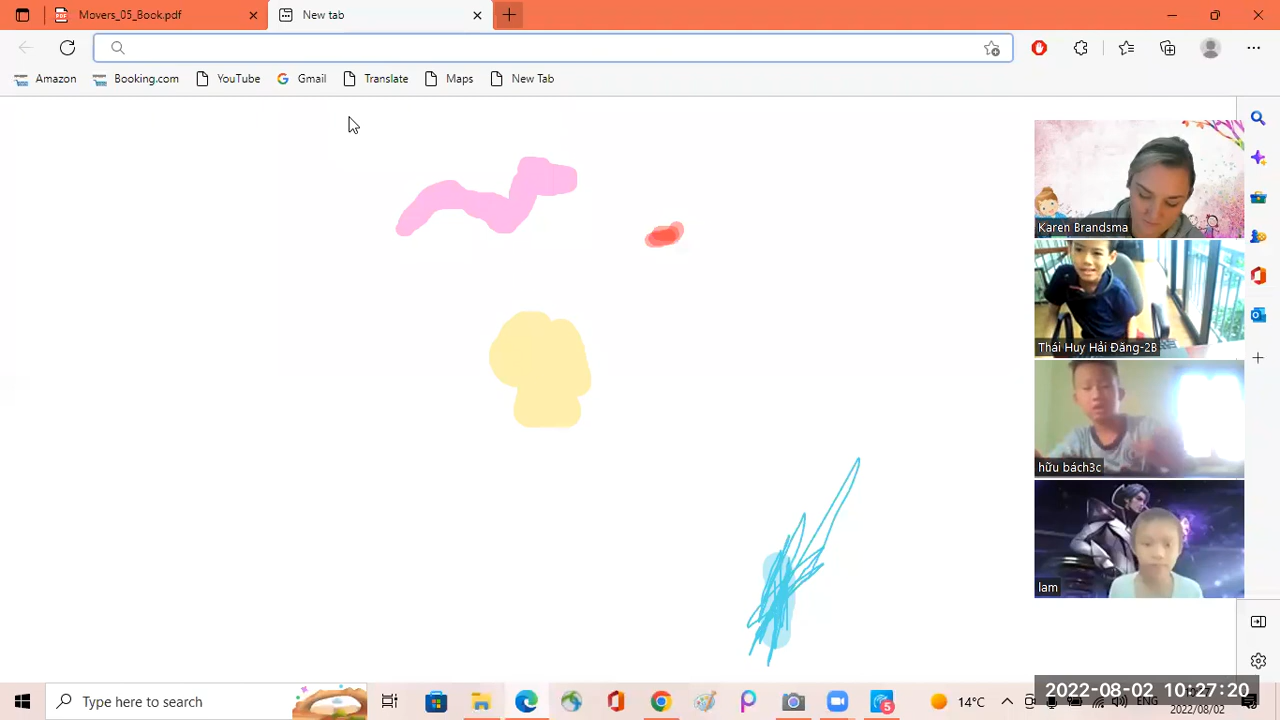 Movers_05_Book.pdf
New tab
Amazon
Booking.com
YouTube
Gmail
Translate
Maps
New Tab
Karen Brandsma
Thái Huy Hải Đăng-2B
hữu bách3c
lam
Type here to search
5
14°C
ENG
2022-08-02 10:27:20
2022/08/02